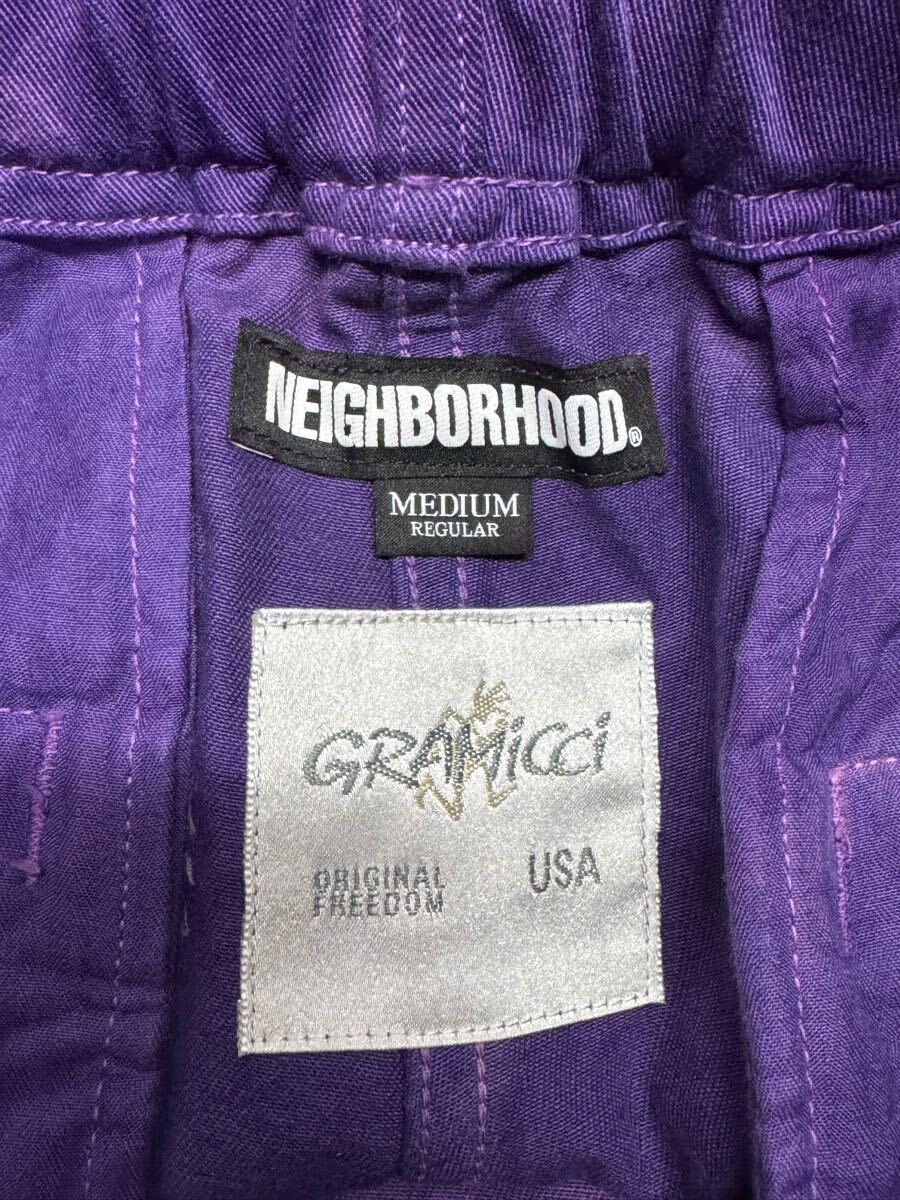 NEIGHBORHOOD®
MEDIUM
REGULAR
GRAMiCCi
ORIGINAL
FREEDOM
USA